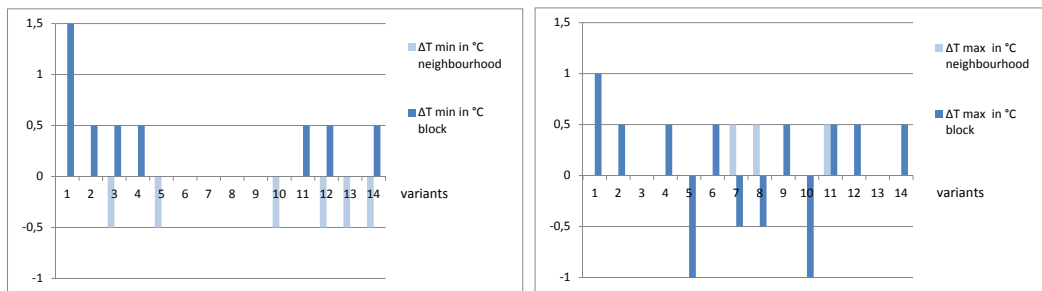 1,5
1
0,5
0
-0,5
-1
1 2 3 4 5 6 7 8 9 10 11 12 13 14
variants
ΔT min in °C
neighbourhood
ΔT min in °C
block
1,5
1
0,5
0
-0,5
-1
1 2 3 4 5 6 7 8 9 10 11 12 13 14
variants
ΔT max in °C
neighbourhood
ΔT max in °C
block